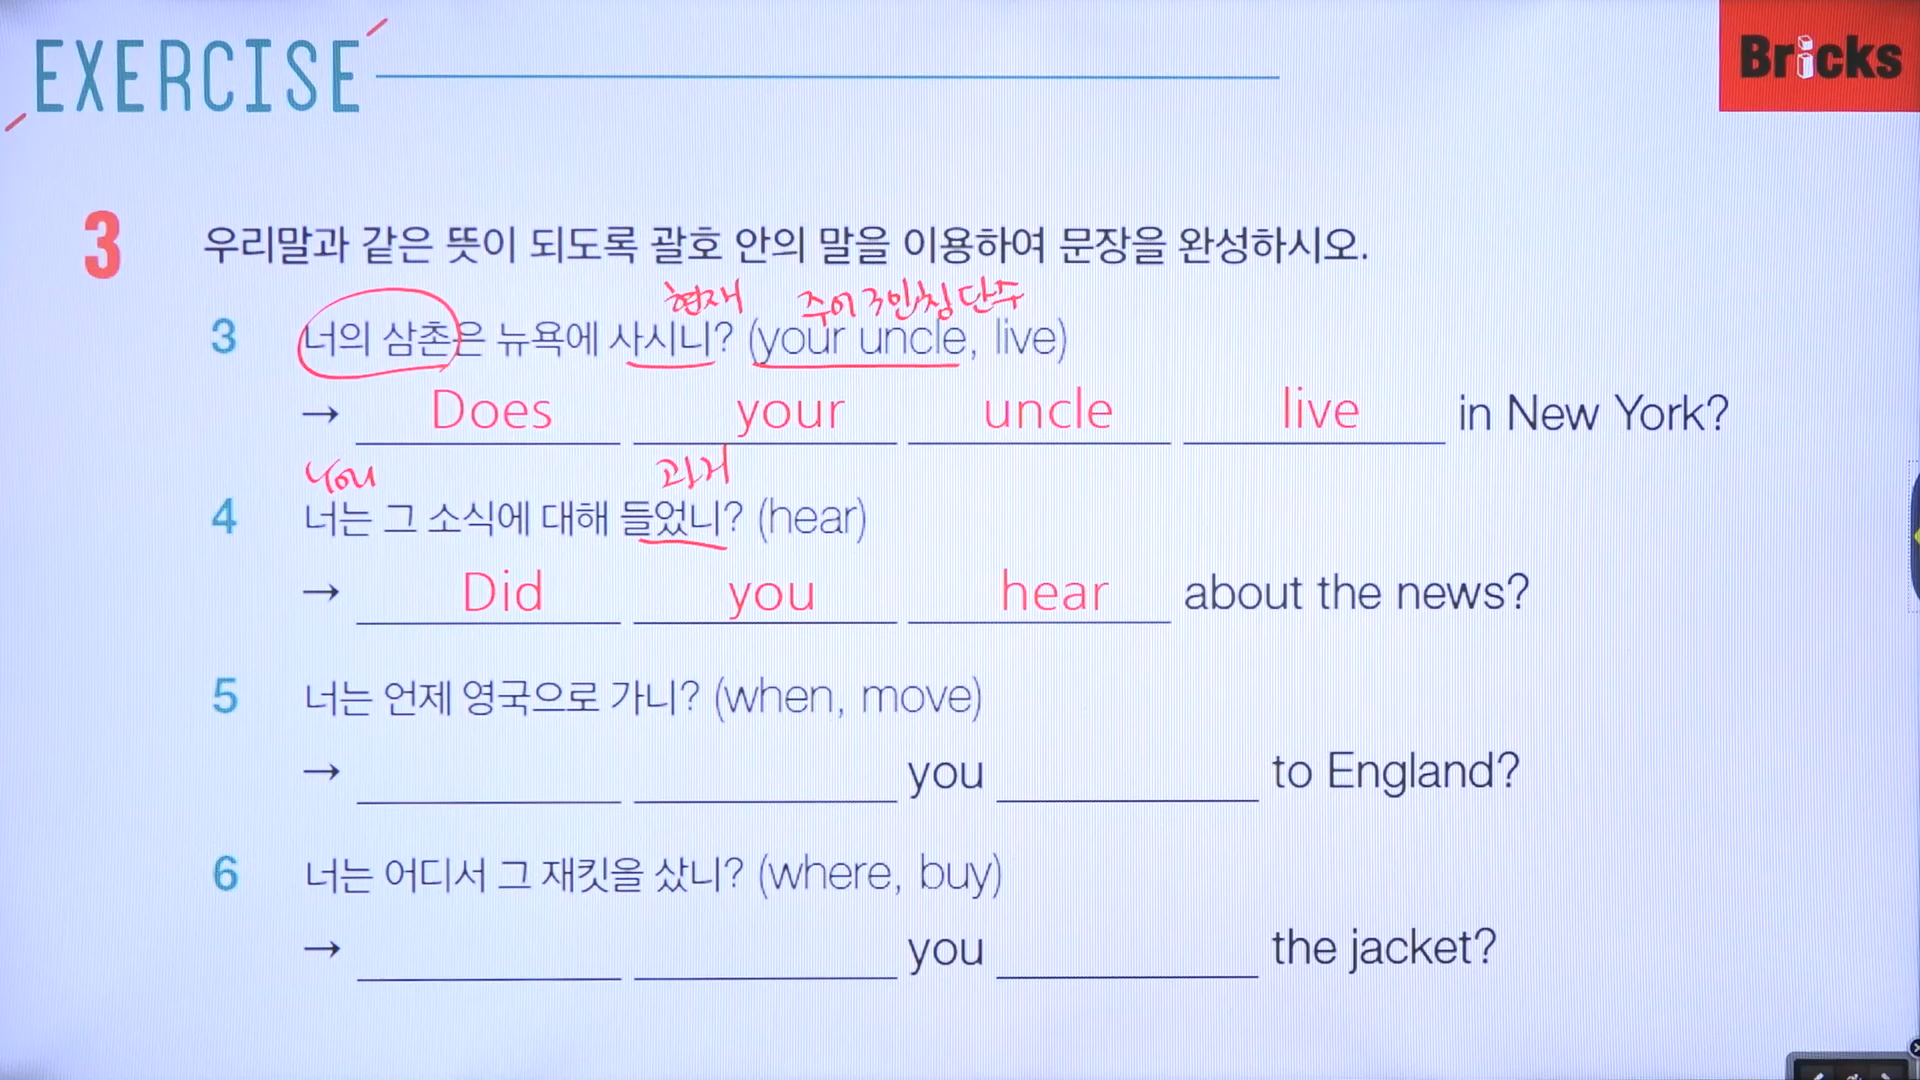 EXERCISE
Bricks
3 우리말과 같은 뜻이 되도록 괄호 안의 말을 이용하여 문장을 완성하시오.
현재 주어 3인칭 단수
3 너의 삼촌은 뉴욕에 사시니? (your uncle, live)
→ Does your uncle live in New York?
you 과거
4 너는 그 소식에 대해 들었니? (hear)
→ Did you hear about the news?
5 너는 언제 영국으로 가니? (when, move)
→ you to England?
6 너는 어디서 그 재킷을 샀니? (where, buy)
→ you the jacket?